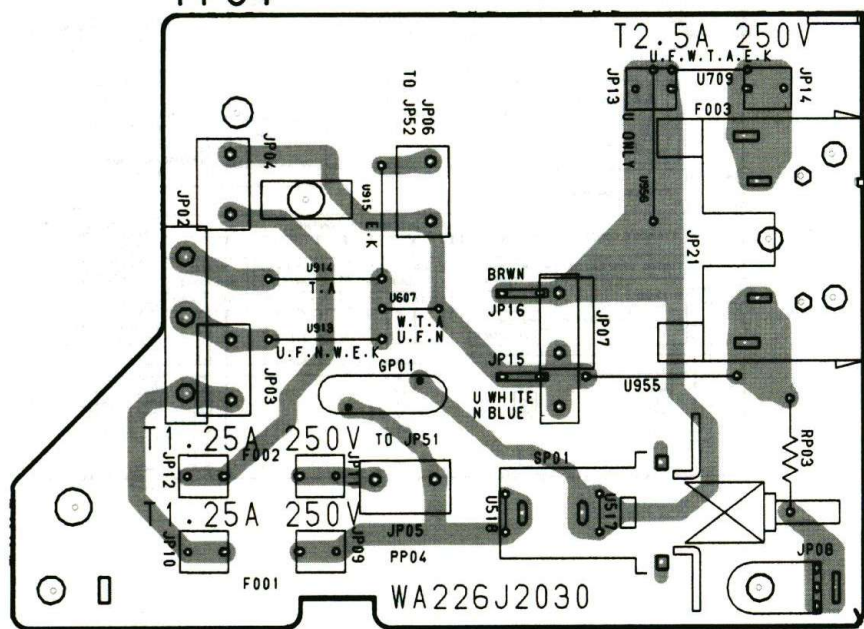 T2.5A 250V
U.F.W.T.A.E.K
U709
JP13
JP14
F003
TO
JP52
JP06
U ONLY
U956
JP04
JP02
U915
E.K
JP21
U914
T.A
BRWN
JP16
U607
W.T.A
U.F.N
JP07
U913
U.F.N.W.E.K
JP03
GP01
JP15
U WHITE
N BLUE
U955
T1.25A 250V
F002
TO JP51
JP12
JP11
SP01
RP03
T1.25A 250V
U518
U517
JP05
PP04
JP10
JP09
JP08
F001
WA226J2030